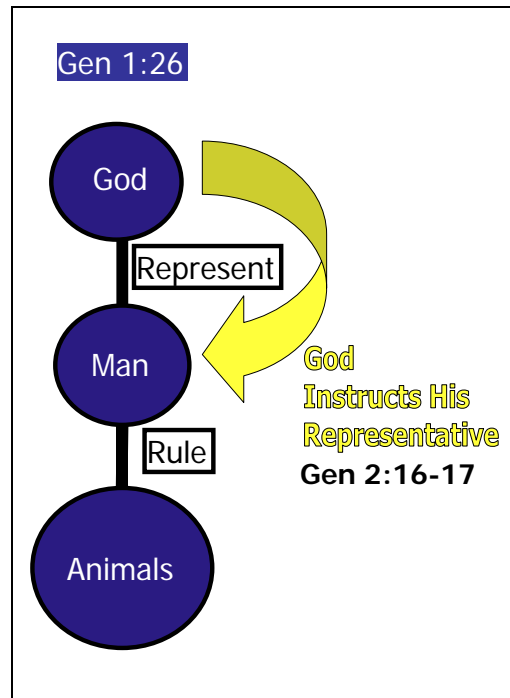 Gen 1:26
God
Represent
Man
God
Instructs His
Representative
Gen 2:16-17
Rule
Animals